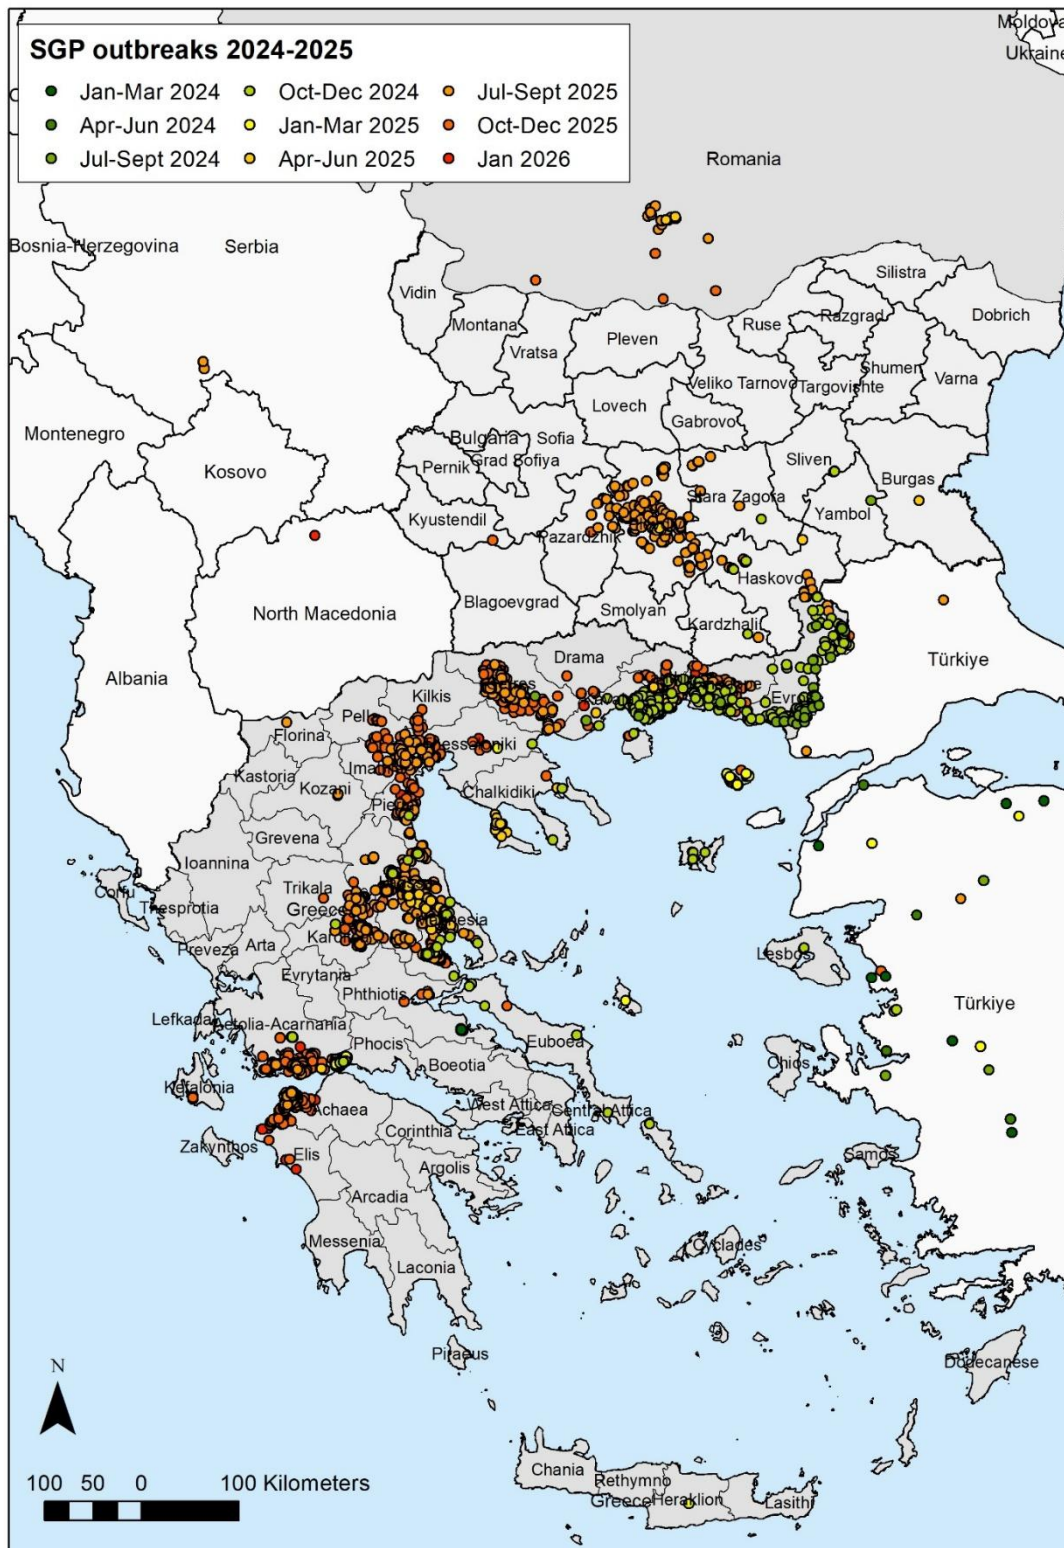 Moldova
Ukraine
SGP outbreaks 2024-2025
Jan-Mar 2024
Oct-Dec 2024
Jul-Sept 2025
Apr-Jun 2024
Jan-Mar 2025
Oct-Dec 2025
Jul-Sept 2024
Apr-Jun 2025
Jan 2026
Romania
Bosnia-Herzegovina
Serbia
Silistra
Vidin
Razgrad
Dobrich
Montana
Ruse
Pleven
Vratsa
Shumen
Varna
Veliko Tarnovo
Targovishte
Lovech
Gabrovo
Montenegro
Bulgaria
Sofia
Kosovo
Pernik
Grad Sofiya
Sliven
Burgas
Stara Zagora
Yambol
Kyustendil
Pazardzhik
Haskovo
Blagoevgrad
Smolyan
North Macedonia
Kardzhali
Drama
Türkiye
Albania
Kilkis
Pella
Florina
Kastoria
Kozani
Chalkidiki
Grevena
Ioannina
Corfu
Trikala
Thesprotia
Greece
Preveza
Arta
Lesbos
Evrytania
Phthiotis
Türkiye
Lefkada
Aetolia-Acarnania
Phocis
Euboea
Boeotia
Chios
Kefalonia
Achaea
West Attica
Central Attica
Corinthia
East Attica
Zakynthos
Elis
Samos
Argolis
Arcadia
Messenia
Cyclades
Laconia
Piraeus
Dodecanese
N
100 50 0 100 Kilometers
Chania
Rethymno
Greece
Heraklion
Lasithi